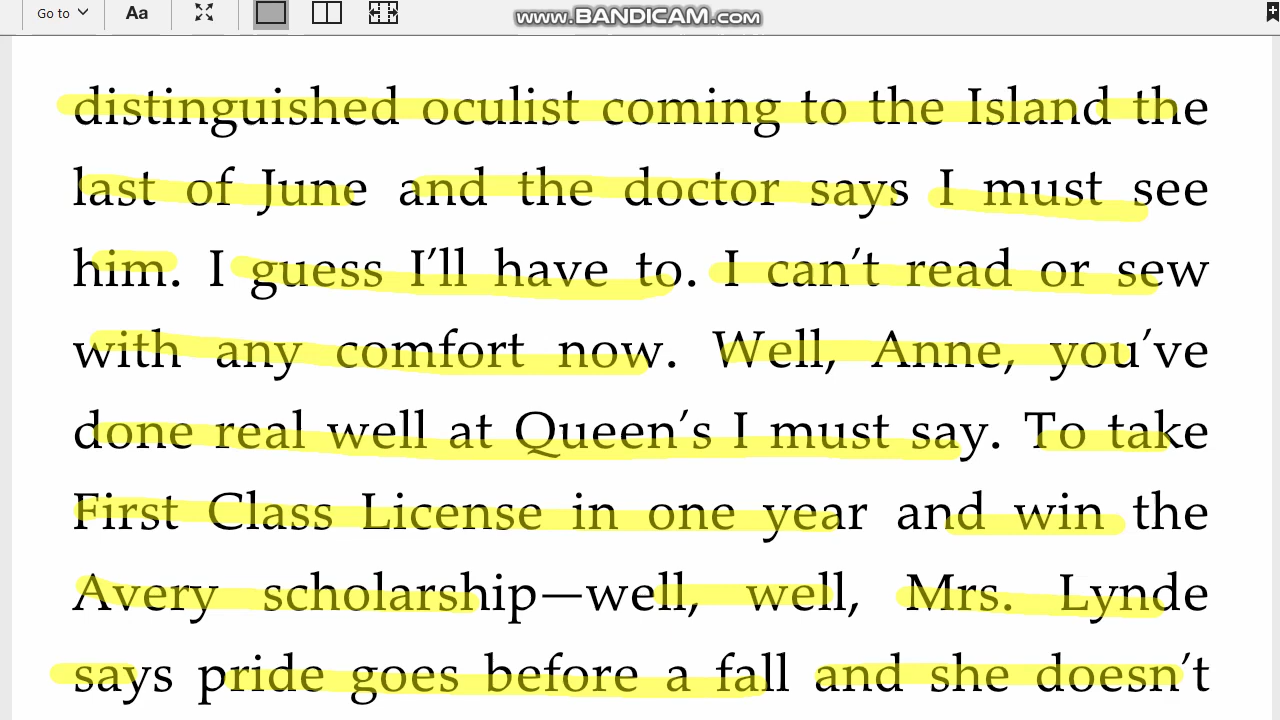 Go to Aa www.BANDICAM.com
distinguished oculist coming to the Island the
last of June and the doctor says I must see
him. I guess I’ll have to. I can’t read or sew
with any comfort now. Well, Anne, you’ve
done real well at Queen’s I must say. To take
First Class License in one year and win the
Avery scholarship—well, well, Mrs. Lynde
says pride goes before a fall and she doesn’t